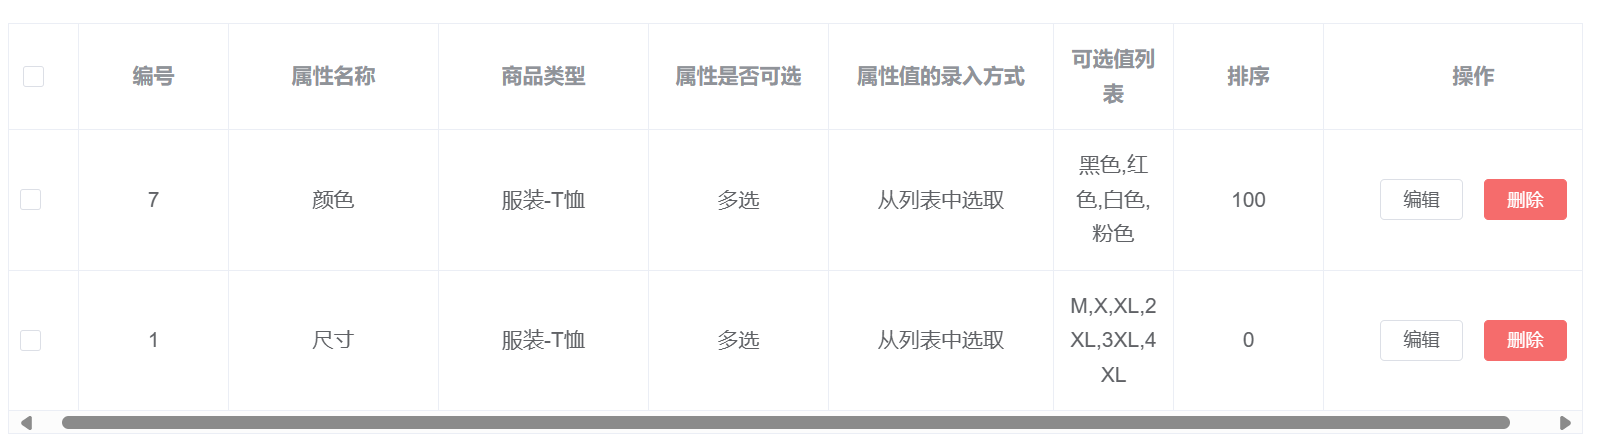 编号 属性名称 商品类型 属性是否可选 属性值的录入方式 可选值列 排序 操作
表
7 颜色 服装-T恤 多选 从列表中选取 黑色,红 100 编辑 删除
色,白色,
粉色
1 尺寸 服装-T恤 多选 从列表中选取 M,X,XL,2 0 编辑 删除
XL,3XL,4
XL